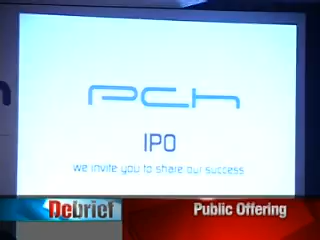 PCh
IPO
we invite you to share our success
Debrief
Public Offering